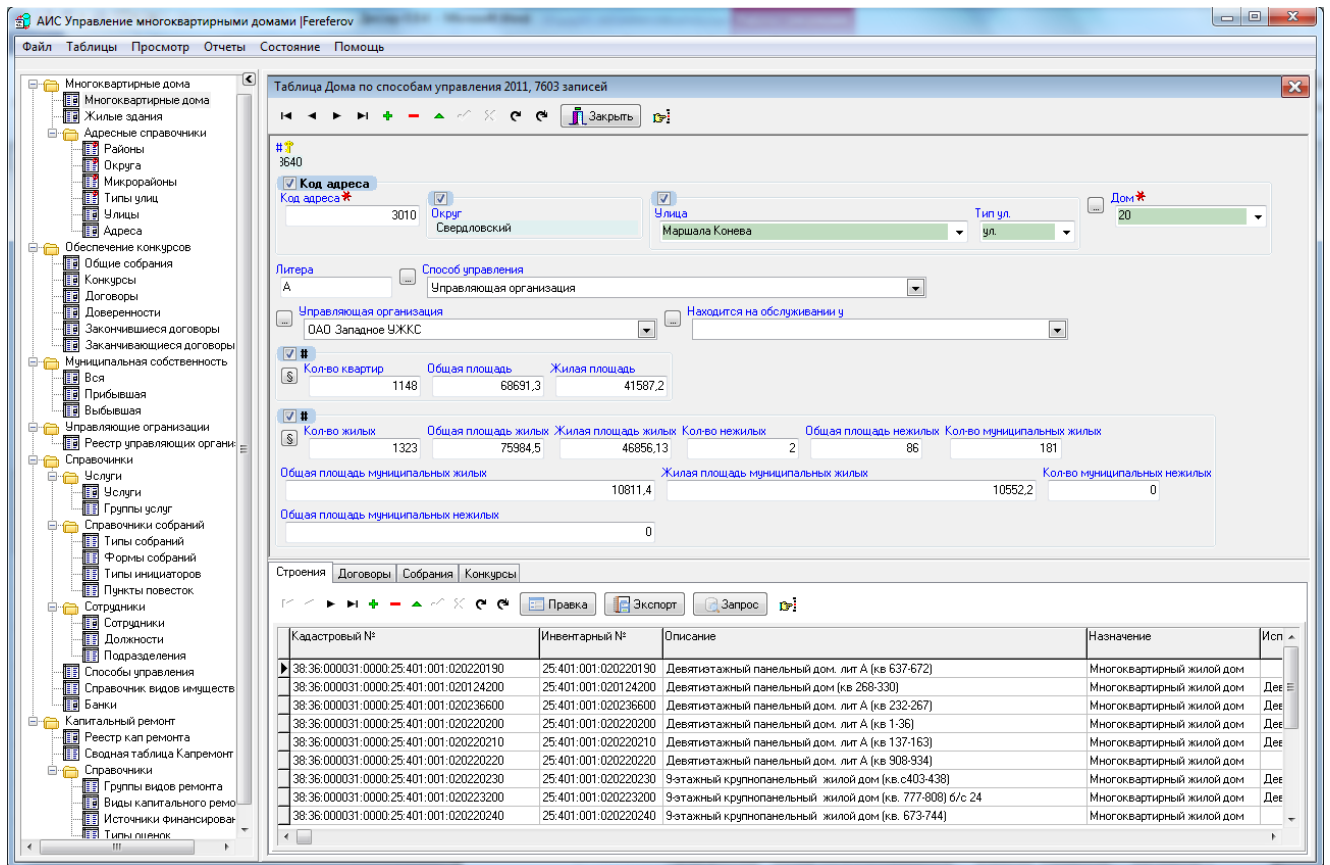 АИС Управление многоквартирными домами |Fereferov
Файл Таблицы Просмотр Отчеты Состояние Помощь
Многоквартирные дома
Многоквартирные дома
Жилые здания
Адресные справочники
Районы
Округа
Микрорайоны
Типы улиц
Улицы
Адреса
Обеспечение конкурсов
Общие собрания
Конкурсы
Договоры
Доверенности
Закончившиеся договоры
Заканчивающиеся договоры
Муниципальная собственность
Вся
Прибывшая
Выбывшая
Управляющие огранизации
Реестр управляющих органи
Справочники
Услуги
Услуги
Группы услуг
Справочники собраний
Типы собраний
Формы собраний
Типы инициаторов
Пункты повесток
Сотрудники
Сотрудники
Должности
Подразделения
Способы управления
Справочник видов имуществ
Банки
Капитальный ремонт
Реестр кап ремонта
Сводная таблица Капремонт
Справочники
Группы видов ремонта
Виды капитального ремо
Источники финансирован
Типы оценок
Таблица Дома по способам управления 2011, 7603 записей
Закрыть
#
3640
Код адреса
Код адреса Округ Улица Тип ул. Дом
3010 Свердловский Маршала Конева ул. 20
Литера Способ управления
А Управляющая организация
Управляющая организация Находится на обслуживании у
ОАО Западное УЖКС
#
Кол-во квартир Общая площадь Жилая площадь
§ 1148 68691,3 41587,2
#
Кол-во жилых Общая площадь жилых Жилая площадь жилых Кол-во нежилых Общая площадь нежилых Кол-во муниципальных жилых
§ 1323 75984,5 46856,13 2 86 181
Общая площадь муниципальных жилых Жилая площадь муниципальных жилых Кол-во муниципальных нежилых
10811,4 10552,2 0
Общая площадь муниципальных нежилых
0
Строения Договоры Собрания Конкурсы
Правка Экспорт Запрос
Кадастровый № Инвентарный № Описание Назначение Исп
38:36:000031:0000:25:401:001:020220190 25:401:001:020220190 Девятиэтажный панельный дом. лит А (кв 637-672) Многоквартирный жилой дом
38:36:000031:0000:25:401:001:020124200 25:401:001:020124200 Девятиэтажный панельный дом (кв 268-330) Многоквартирный жилой дом Дев
38:36:000031:0000:25:401:001:020236600 25:401:001:020236600 Девятиэтажный панельный дом. лит А (кв 232-267) Многоквартирный жилой дом Дев
38:36:000031:0000:25:401:001:020220200 25:401:001:020220200 Девятиэтажный панельный дом. лит А (кв 1-36) Многоквартирный жилой дом Дев
38:36:000031:0000:25:401:001:020220210 25:401:001:020220210 Девятиэтажный панельный дом. лит А (кв 137-163) Многоквартирный жилой дом Дев
38:36:000031:0000:25:401:001:020220220 25:401:001:020220220 Девятиэтажный панельный дом. лит А (кв 908-934) Многоквартирный жилой дом
38:36:000031:0000:25:401:001:020220230 25:401:001:020220230 9-этажный крупнопанельный жилой дом (кв.с403-438) Многоквартирный жилой дом Дев
38:36:000031:0000:25:401:001:020223200 25:401:001:020223200 9-этажный крупнопанельный жилой дом (кв. 777-808) б/с 24 Многоквартирный жилой дом Дев
38:36:000031:0000:25:401:001:020220240 25:401:001:020220240 9-этажный крупнопанельный жилой дом (кв. 673-744) Многоквартирный жилой дом